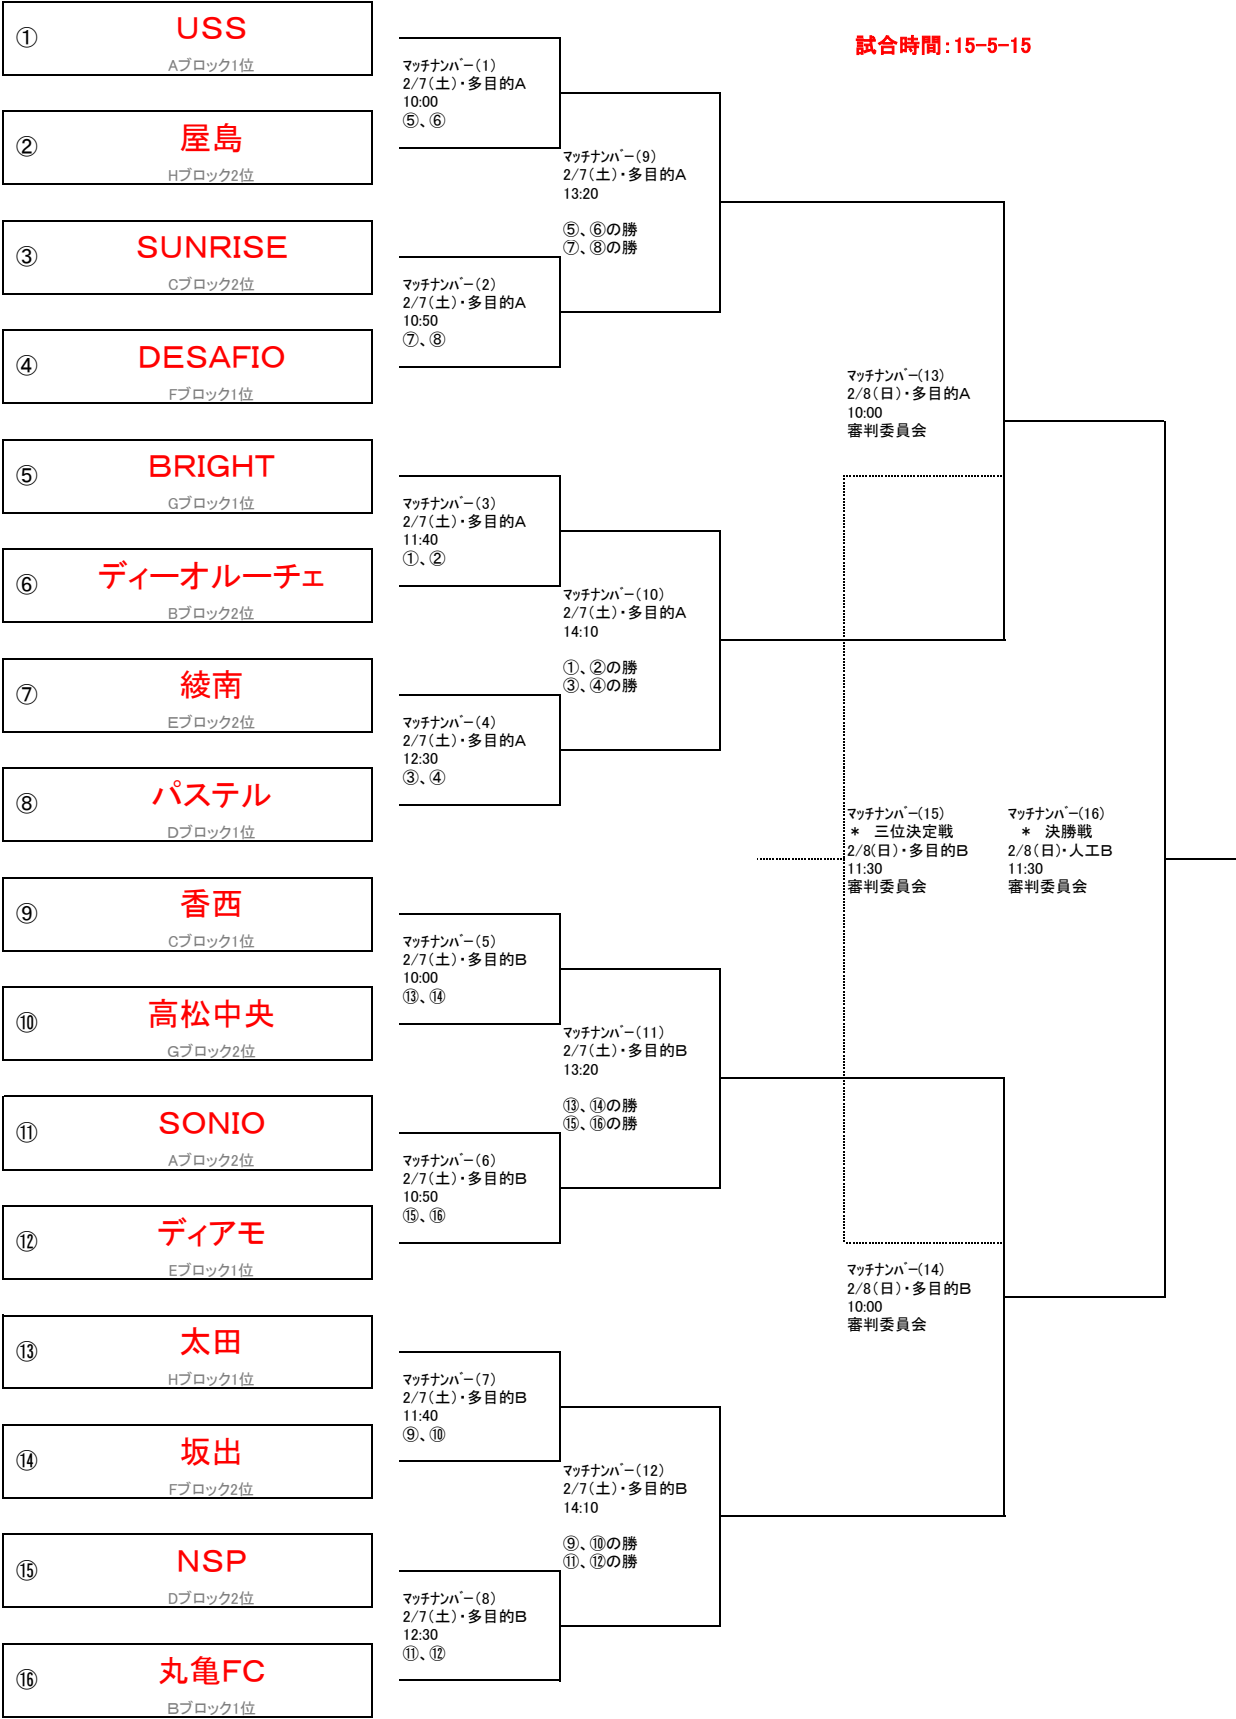 試合時間：15-5-15
①
USS
Aブロック1位
②
屋島
Hブロック2位
③
SUNRISE
Cブロック2位
④
DESAFIO
Fブロック1位
⑤
BRIGHT
Gブロック1位
⑥
ディーオルーチェ
Bブロック2位
⑦
綾南
Eブロック2位
⑧
パステル
Dブロック1位
⑨
香西
Cブロック1位
⑩
高松中央
Gブロック2位
⑪
SONIO
Aブロック2位
⑫
ディアモ
Eブロック1位
⑬
太田
Hブロック1位
⑭
坂出
Fブロック2位
⑮
NSP
Dブロック2位
⑯
丸亀FC
Bブロック1位
マッチナンバー(1)
2/7(土)・多目的A
10:00
⑤、⑥
マッチナンバー(2)
2/7(土)・多目的A
10:50
⑦、⑧
マッチナンバー(3)
2/7(土)・多目的A
11:40
①、②
マッチナンバー(4)
2/7(土)・多目的A
12:30
③、④
マッチナンバー(5)
2/7(土)・多目的B
10:00
⑬、⑭
マッチナンバー(6)
2/7(土)・多目的B
10:50
⑮、⑯
マッチナンバー(7)
2/7(土)・多目的B
11:40
⑨、⑩
マッチナンバー(8)
2/7(土)・多目的B
12:30
⑪、⑫
マッチナンバー(9)
2/7(土)・多目的A
13:20
⑤、⑥の勝
⑦、⑧の勝
マッチナンバー(10)
2/7(土)・多目的A
14:10
①、②の勝
③、④の勝
マッチナンバー(11)
2/7(土)・多目的B
13:20
⑬、⑭の勝
⑮、⑯の勝
マッチナンバー(12)
2/7(土)・多目的B
14:10
⑨、⑩の勝
⑪、⑫の勝
マッチナンバー(13)
2/8(日)・多目的A
10:00
審判委員会
マッチナンバー(14)
2/8(日)・多目的B
10:00
審判委員会
マッチナンバー(15)
* 三位決定戦
2/8(日)・多目的B
11:30
審判委員会
マッチナンバー(16)
* 決勝戦
2/8(日)・人工B
11:30
審判委員会